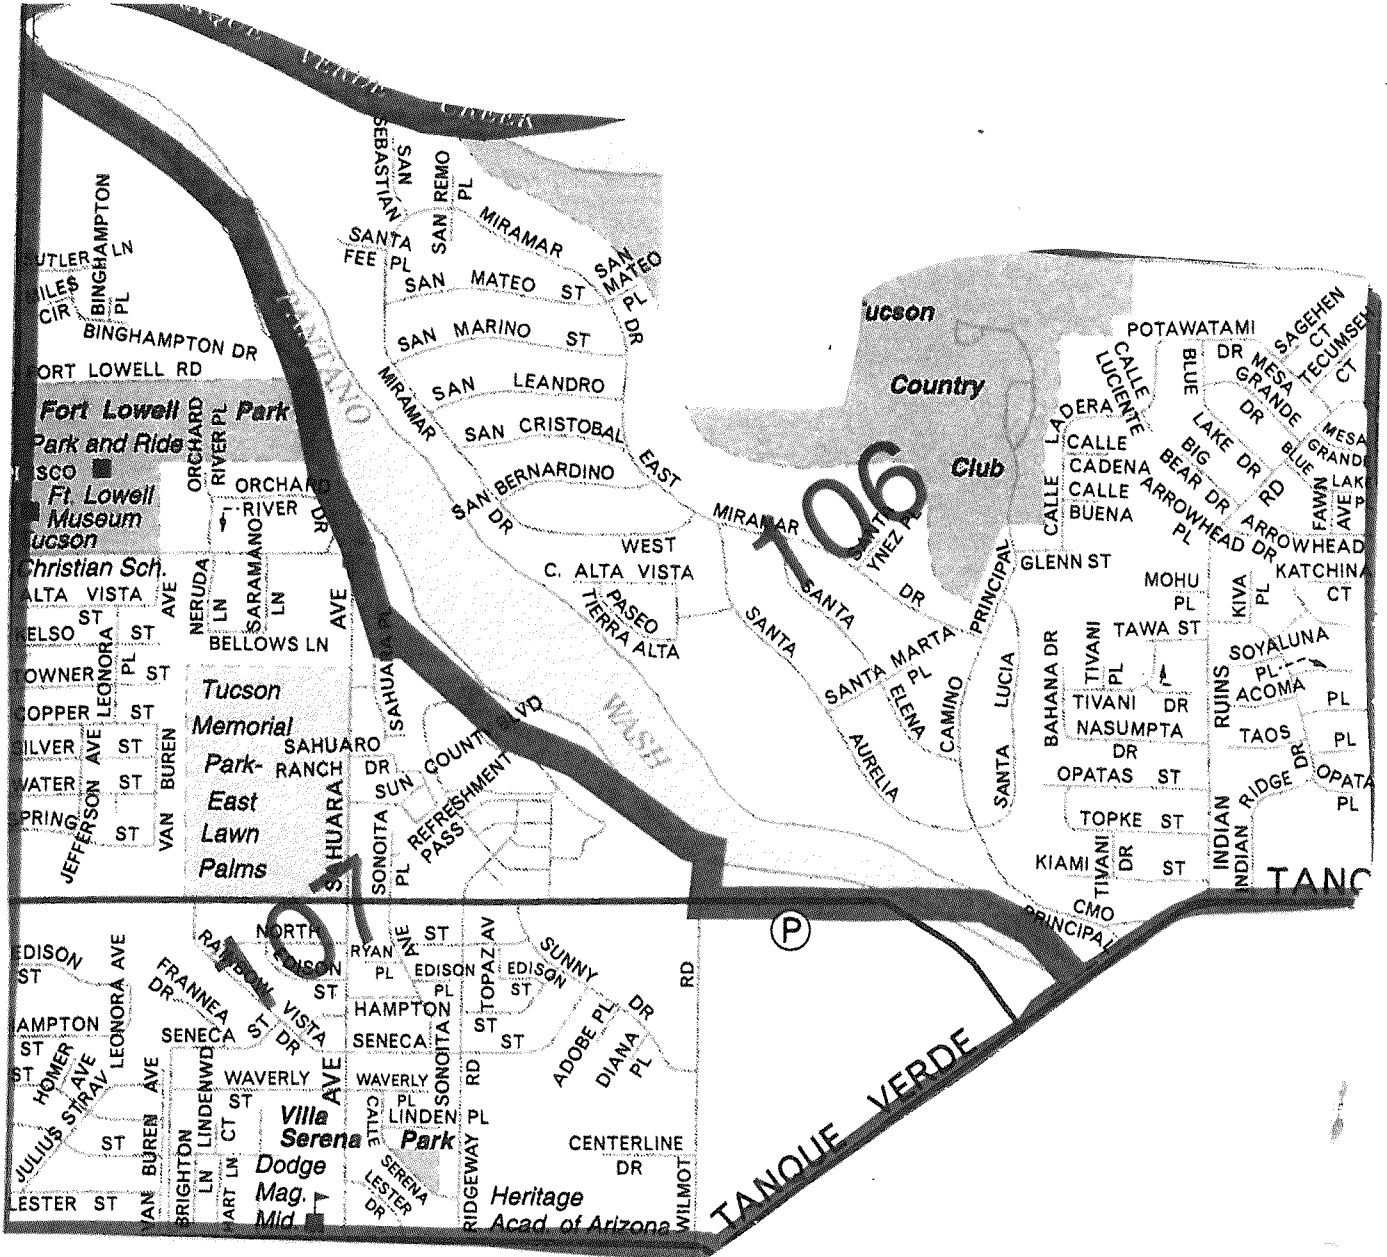 VERDE CREEK
SAN
SEBASTIAN
SAN REMO
PL
MIRAMAR
SANTA
FEE PL
SAN
MATEO
PL
DR
SAN MATEO ST
SAN MARINO ST
SAN LEANDRO
SAN CRISTOBAL
SAN BERNARDINO
DR
MIRAMAR
EAST
WEST
MIRAMAR
DR
BINGHAMPTON
PL
LN
CIR
BINGHAMPTON DR
FORT LOWELL RD
Fort Lowell Park
Park and Ride
ORCHARD
RIVER PL
Ft. Lowell
Museum
ORCHARD
RIVER
DR
Christian Sch.
PANTANO
WASH
ucson
Country
Club
106
SANTA
YNEZ PL
C. ALTA VISTA
PASEO
TIERRA ALTA
SANTA
SANTA
AURELIA
ELENA
SANTA MARTA
PL
CAMINO
PRINCIPAL
SANTA LUCIA
POTAWATAMI
DR
SAGEHEN
CT
TECUMSEH
CT
MESA
GRANDE
DR
CALLE
LUCIENTE
BLUE
LAKE DR
BIG
BEAR DR
CALLE LADERA
CALLE
CADENA
CALLE
BUENA
ARROWHEAD
PL
ARROWHEAD DR
BLUE
RD
MESA
FAWN
AVE
ARROWHEAD
GLENN ST
KATCHINA
CT
MOHU
PL
KIVA
PL
TAWA ST
SOYALUNA
PL
ACOMA
PL
TIVANI
PL
TIVANI DR
BAHANA DR
NASUMPTA
DR
TAOS
PL
OPATAS ST
RIDGE DR
OPATA
PL
TOPKE ST
INDIAN RUINS
INDIAN
KIAMI ST
TIVANI
DR
CMO
PRINCIPAL
ALTA VISTA
ST
ST
AVE
NERUDA
LN
SARAMANO
LN
AVE
BELLOWS LN
TOWNER ST
LEONORA
PL
COPPER ST
ST
ST
ST
JEFFERSON AVE
VAN BUREN
Tucson
Memorial
Park-
East
Lawn
Palms
SAHUARA PL
SAHUARO
RANCH DR
SAHUARA
SUN COUNTRY BLVD
REFRESHMENT
PASS
SONOITA
PL
107
P
EDISON
ST
LEONORA AVE
FRANNEA
DR
RAINBOW VISTA
DR
NORTH
EDISON
ST
RYAN
PL
AVE
ST
EDISON
PL
TOPAZ AV
EDISON
ST
SUNNY
DR
RD
ST
HOMER
AVE
ST
SENECA ST
HAMPTON
ST
SENECA ST
SONOITA
ADOBE PL
DIANA
PL
JULIUS STRAV
ST
VAN BUREN AVE
BRIGHTON
LN
LINDENWD
HART LN
CT
WAVERLY
ST
AVE
WAVERLY
PL
CALLE
SERENA
LINDEN PL
Villa
Serena Park
RIDGEWAY RD
CENTERLINE
DR
WILMOT
Dodge
Mag.
Mid.
LESTER
DR
Heritage
Acad. of Arizona
LESTER ST
TANQUE VERDE